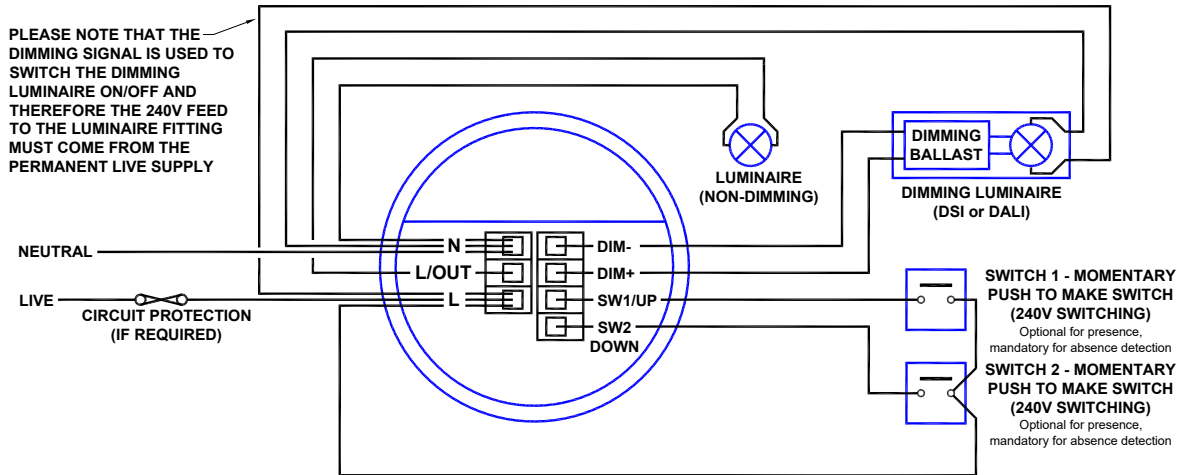 PLEASE NOTE THAT THE
DIMMING SIGNAL IS USED TO
SWITCH THE DIMMING
LUMINAIRE ON/OFF AND
THEREFORE THE 240V FEED
TO THE LUMINAIRE FITTING
MUST COME FROM THE
PERMANENT LIVE SUPPLY
LUMINAIRE
(NON-DIMMING)
DIMMING
BALLAST
DIMMING LUMINAIRE
(DSI or DALI)
NEUTRAL
N
L/OUT
LIVE
L
CIRCUIT PROTECTION
(IF REQUIRED)
DIM-
DIM+
SW1/UP
SW2
DOWN
SWITCH 1 - MOMENTARY
PUSH TO MAKE SWITCH
(240V SWITCHING)
Optional for presence,
mandatory for absence detection
SWITCH 2 - MOMENTARY
PUSH TO MAKE SWITCH
(240V SWITCHING)
Optional for presence,
mandatory for absence detection